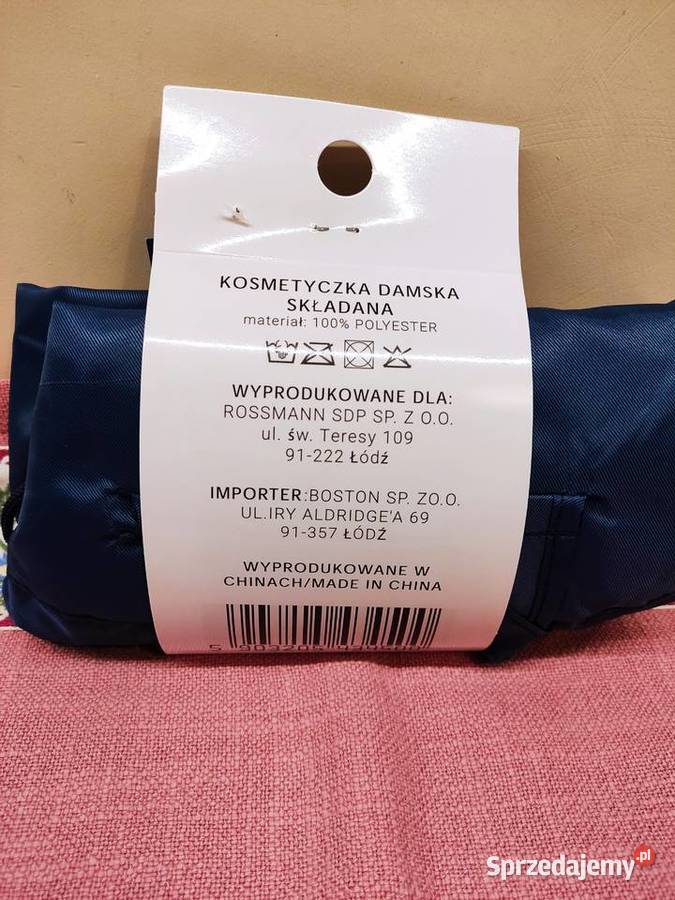 KOSMETYCZKA DAMSKA
SKŁADANA
materiał: 100% POLYESTER
WYPRODUKOWANE DLA:
ROSSMANN SDP SP. Z O.O.
ul. św. Teresy 109
91-222 Łódź
IMPORTER:BOSTON SP. ZO.O.
UL.IRY ALDRIDGE'A 69
91-357 ŁÓDŹ
WYPRODUKOWANE W
CHINACH/MADE IN CHINA
Sprzedajemy.pl